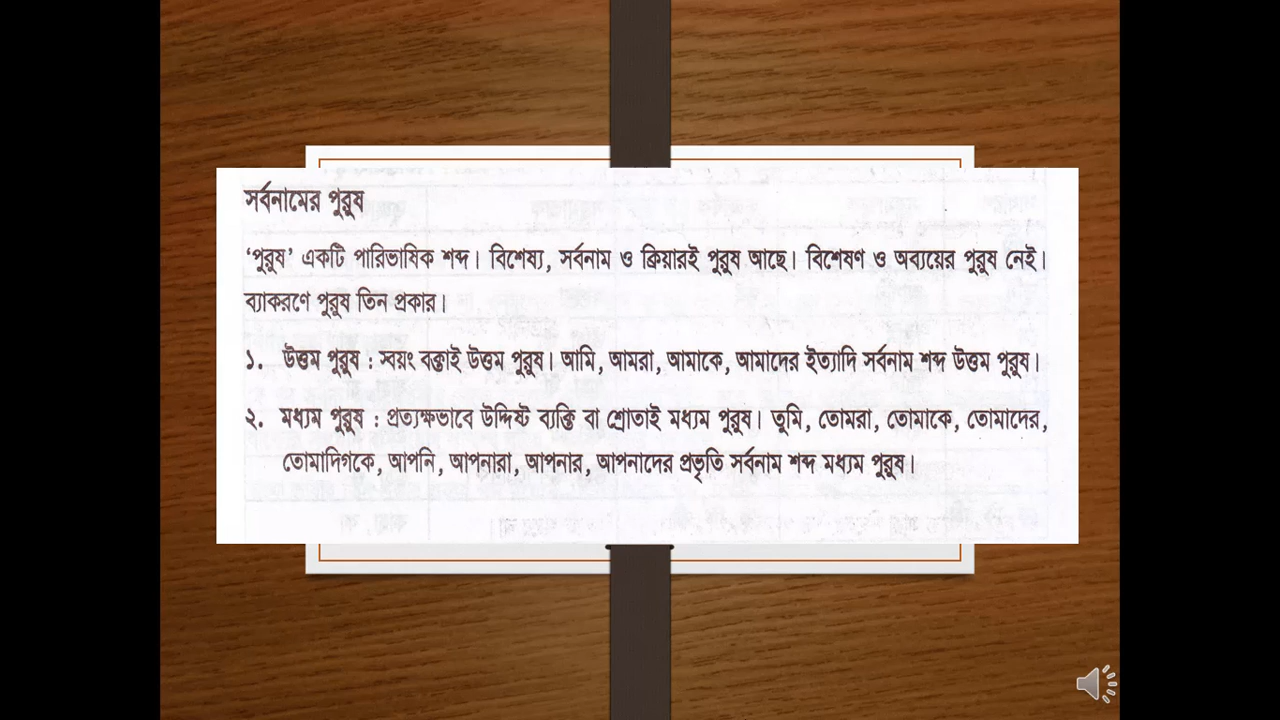 সর্বনামের পুরুষ
‘পুরুষ’ একটি পারিভাষিক শব্দ। বিশেষ্য, সর্বনাম ও ক্রিয়ারই পুরুষ আছে। বিশেষণ ও অব্যয়ের পুরুষ নেই।
ব্যাকরণে পুরুষ তিন প্রকার।
১. উত্তম পুরুষ : স্বয়ং বক্তাই উত্তম পুরুষ। আমি, আমরা, আমাকে, আমাদের ইত্যাদি সর্বনাম শব্দ উত্তম পুরুষ।
২. মধ্যম পুরুষ : প্রত্যক্ষভাবে উদ্দিষ্ট ব্যক্তি বা শ্রোতাই মধ্যম পুরুষ। তুমি, তোমরা, তোমাকে, তোমাদের,
তোমাদিগকে, আপনি, আপনারা, আপনার, আপনাদের প্রভৃতি সর্বনাম শব্দ মধ্যম পুরুষ।